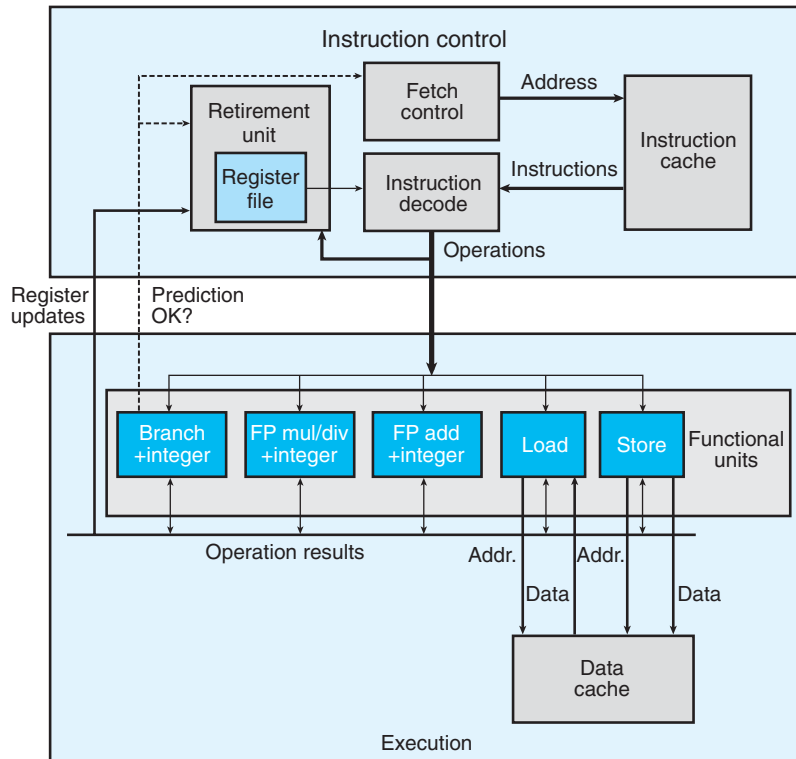 Instruction control
Fetch
control
Address
Retirement
unit
Instruction
cache
Register
file
Instruction
decode
Instructions
Operations
Register
updates
Prediction
OK?
Branch
+integer
FP mul/div
+integer
FP add
+integer
Load
Store
Functional
units
Operation results
Addr.
Addr.
Data
Data
Data
cache
Execution